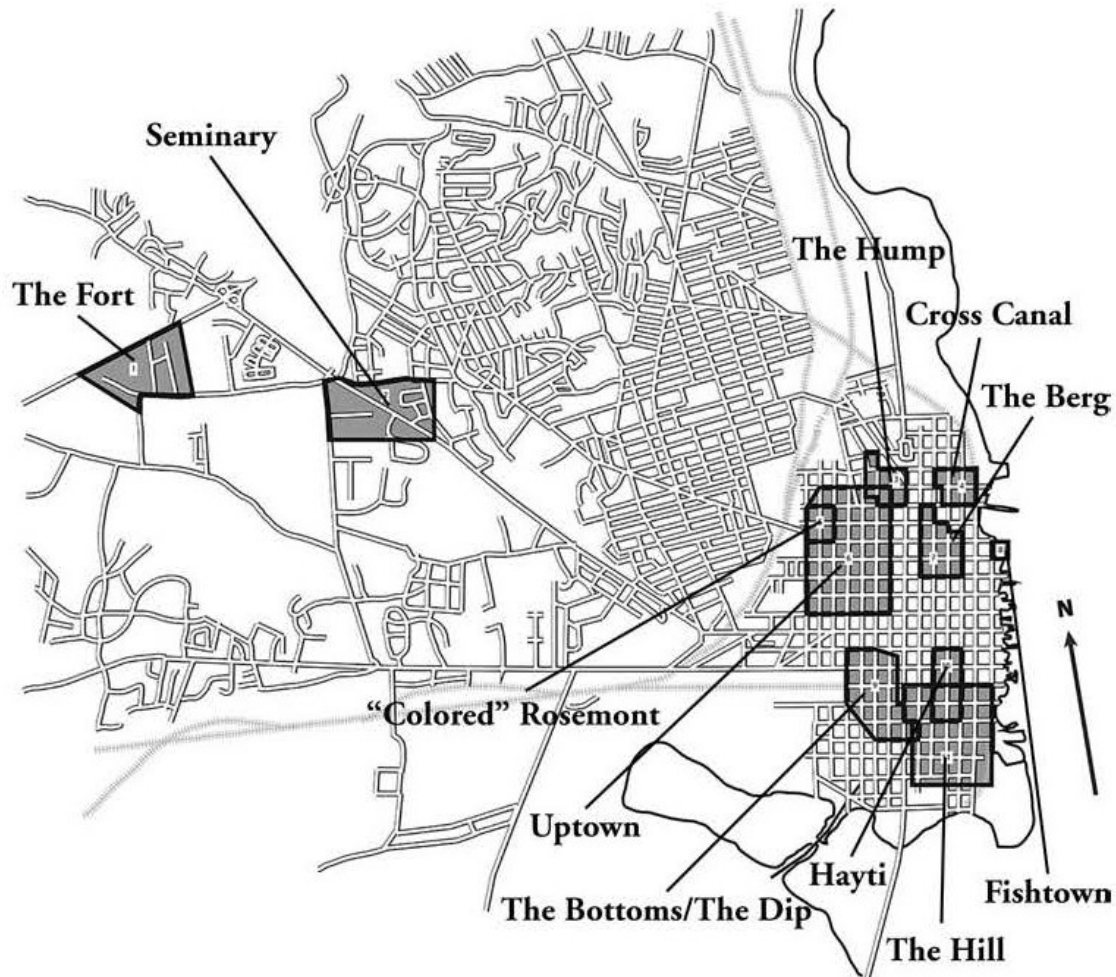 Seminary
The Hump
The Fort
Cross Canal
The Berg
N
“Colored” Rosemont
Uptown
Hayti
Fishtown
The Bottoms/The Dip
The Hill